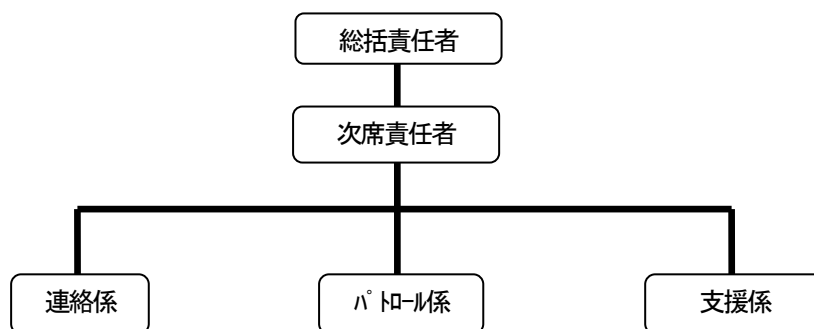 総括責任者
次席責任者
連絡係
ﾊﾟﾄﾛｰﾙ係
支援係